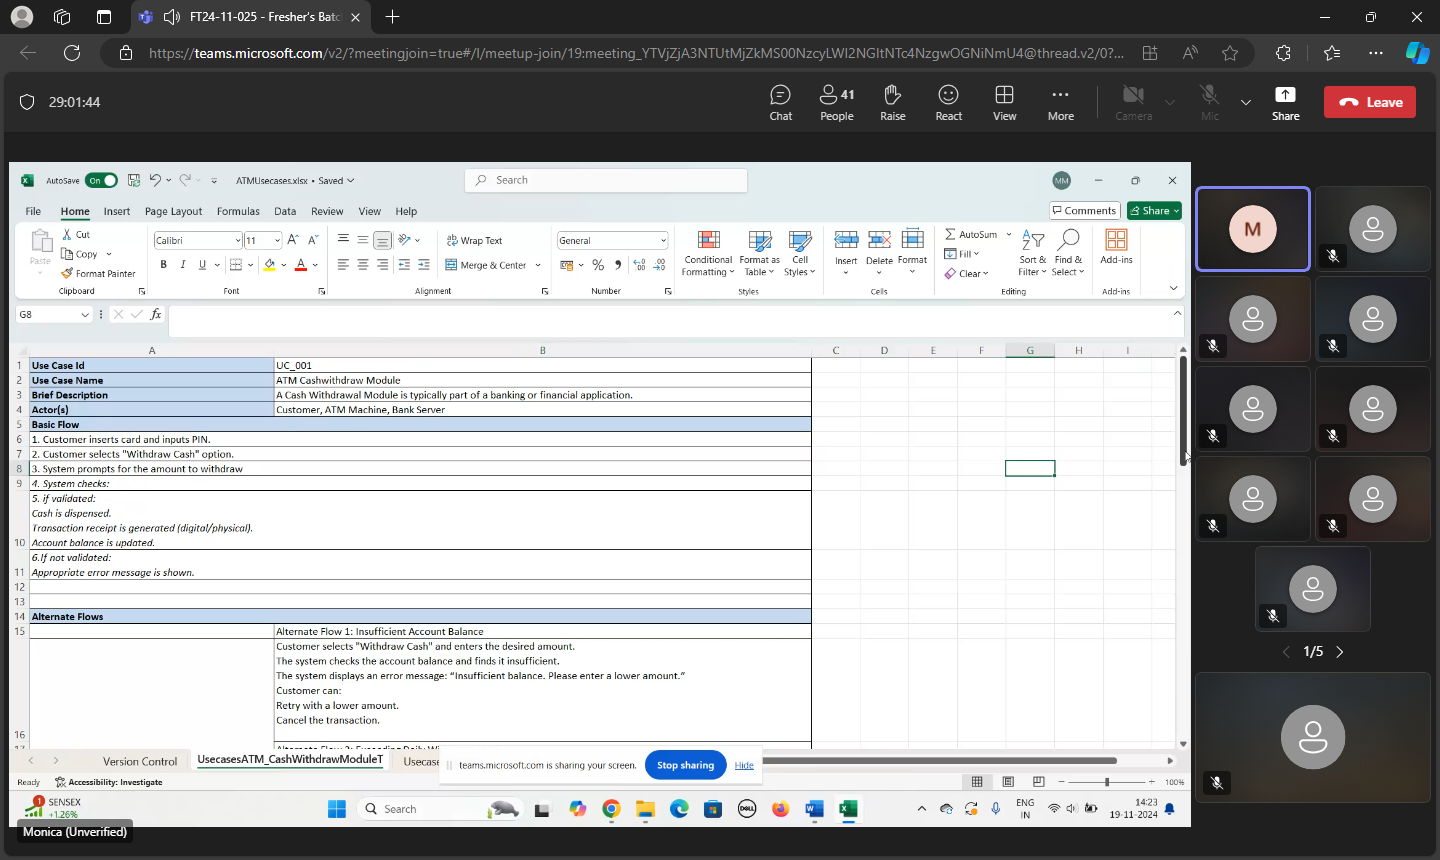 FT24-11-025 - Fresher's Batc
https://teams.microsoft.com/v2/?meetingjoin=true#/l/meetup-join/19:meeting_YTVjZjA3NTUtMjZkMS00NzcyLWI2NGItNTc4NzgwOGNiNmU4@thread.v2/0?...
29:01:44
Chat
41
People
Raise
React
View
More
Camera
Mic
Share
Leave
AutoSave
On
ATMUsecases.xlsx • Saved
Search
MM
File
Home
Insert
Page Layout
Formulas
Data
Review
View
Help
Comments
Share
Paste
Cut
Copy
Format Painter
Clipboard
Calibri
11
B
I
U
Font
Wrap Text
Merge & Center
Alignment
General
Number
Conditional Formatting
Format as Table
Cell Styles
Styles
Insert
Delete
Format
Cells
AutoSum
Fill
Clear
Sort & Filter
Find & Select
Editing
Add-ins
Add-ins
G8
fx
A B C D E F G H I
1 Use Case Id UC_001
2 Use Case Name ATM Cashwithdraw Module
3 Brief Description A Cash Withdrawal Module is typically part of a banking or financial application.
4 Actor(s) Customer, ATM Machine, Bank Server
5 Basic Flow
6 1. Customer inserts card and inputs PIN.
7 2. Customer selects "Withdraw Cash" option.
8 3. System prompts for the amount to withdraw
9 4. System checks:
5. if validated:
Cash is dispensed.
Transaction receipt is generated (digital/physical).
10 Account balance is updated.
6.If not validated:
11 Appropriate error message is shown.
12
13
14 Alternate Flows
15 Alternate Flow 1: Insufficient Account Balance
Customer selects "Withdraw Cash" and enters the desired amount.
The system checks the account balance and finds it insufficient.
The system displays an error message: "Insufficient balance. Please enter a lower amount."
Customer can:
Retry with a lower amount.
Cancel the transaction.
16
Version Control
UsecasesATM_CashWithdrawModuleT
Usecase
teams.microsoft.com is sharing your screen.
Stop sharing
Hide
Ready
Accessibility: Investigate
100%
1
SENSEX
+1.26%
Search
DELL
ENG
IN
14:23
19-11-2024
Monica (Unverified)
M
1/5